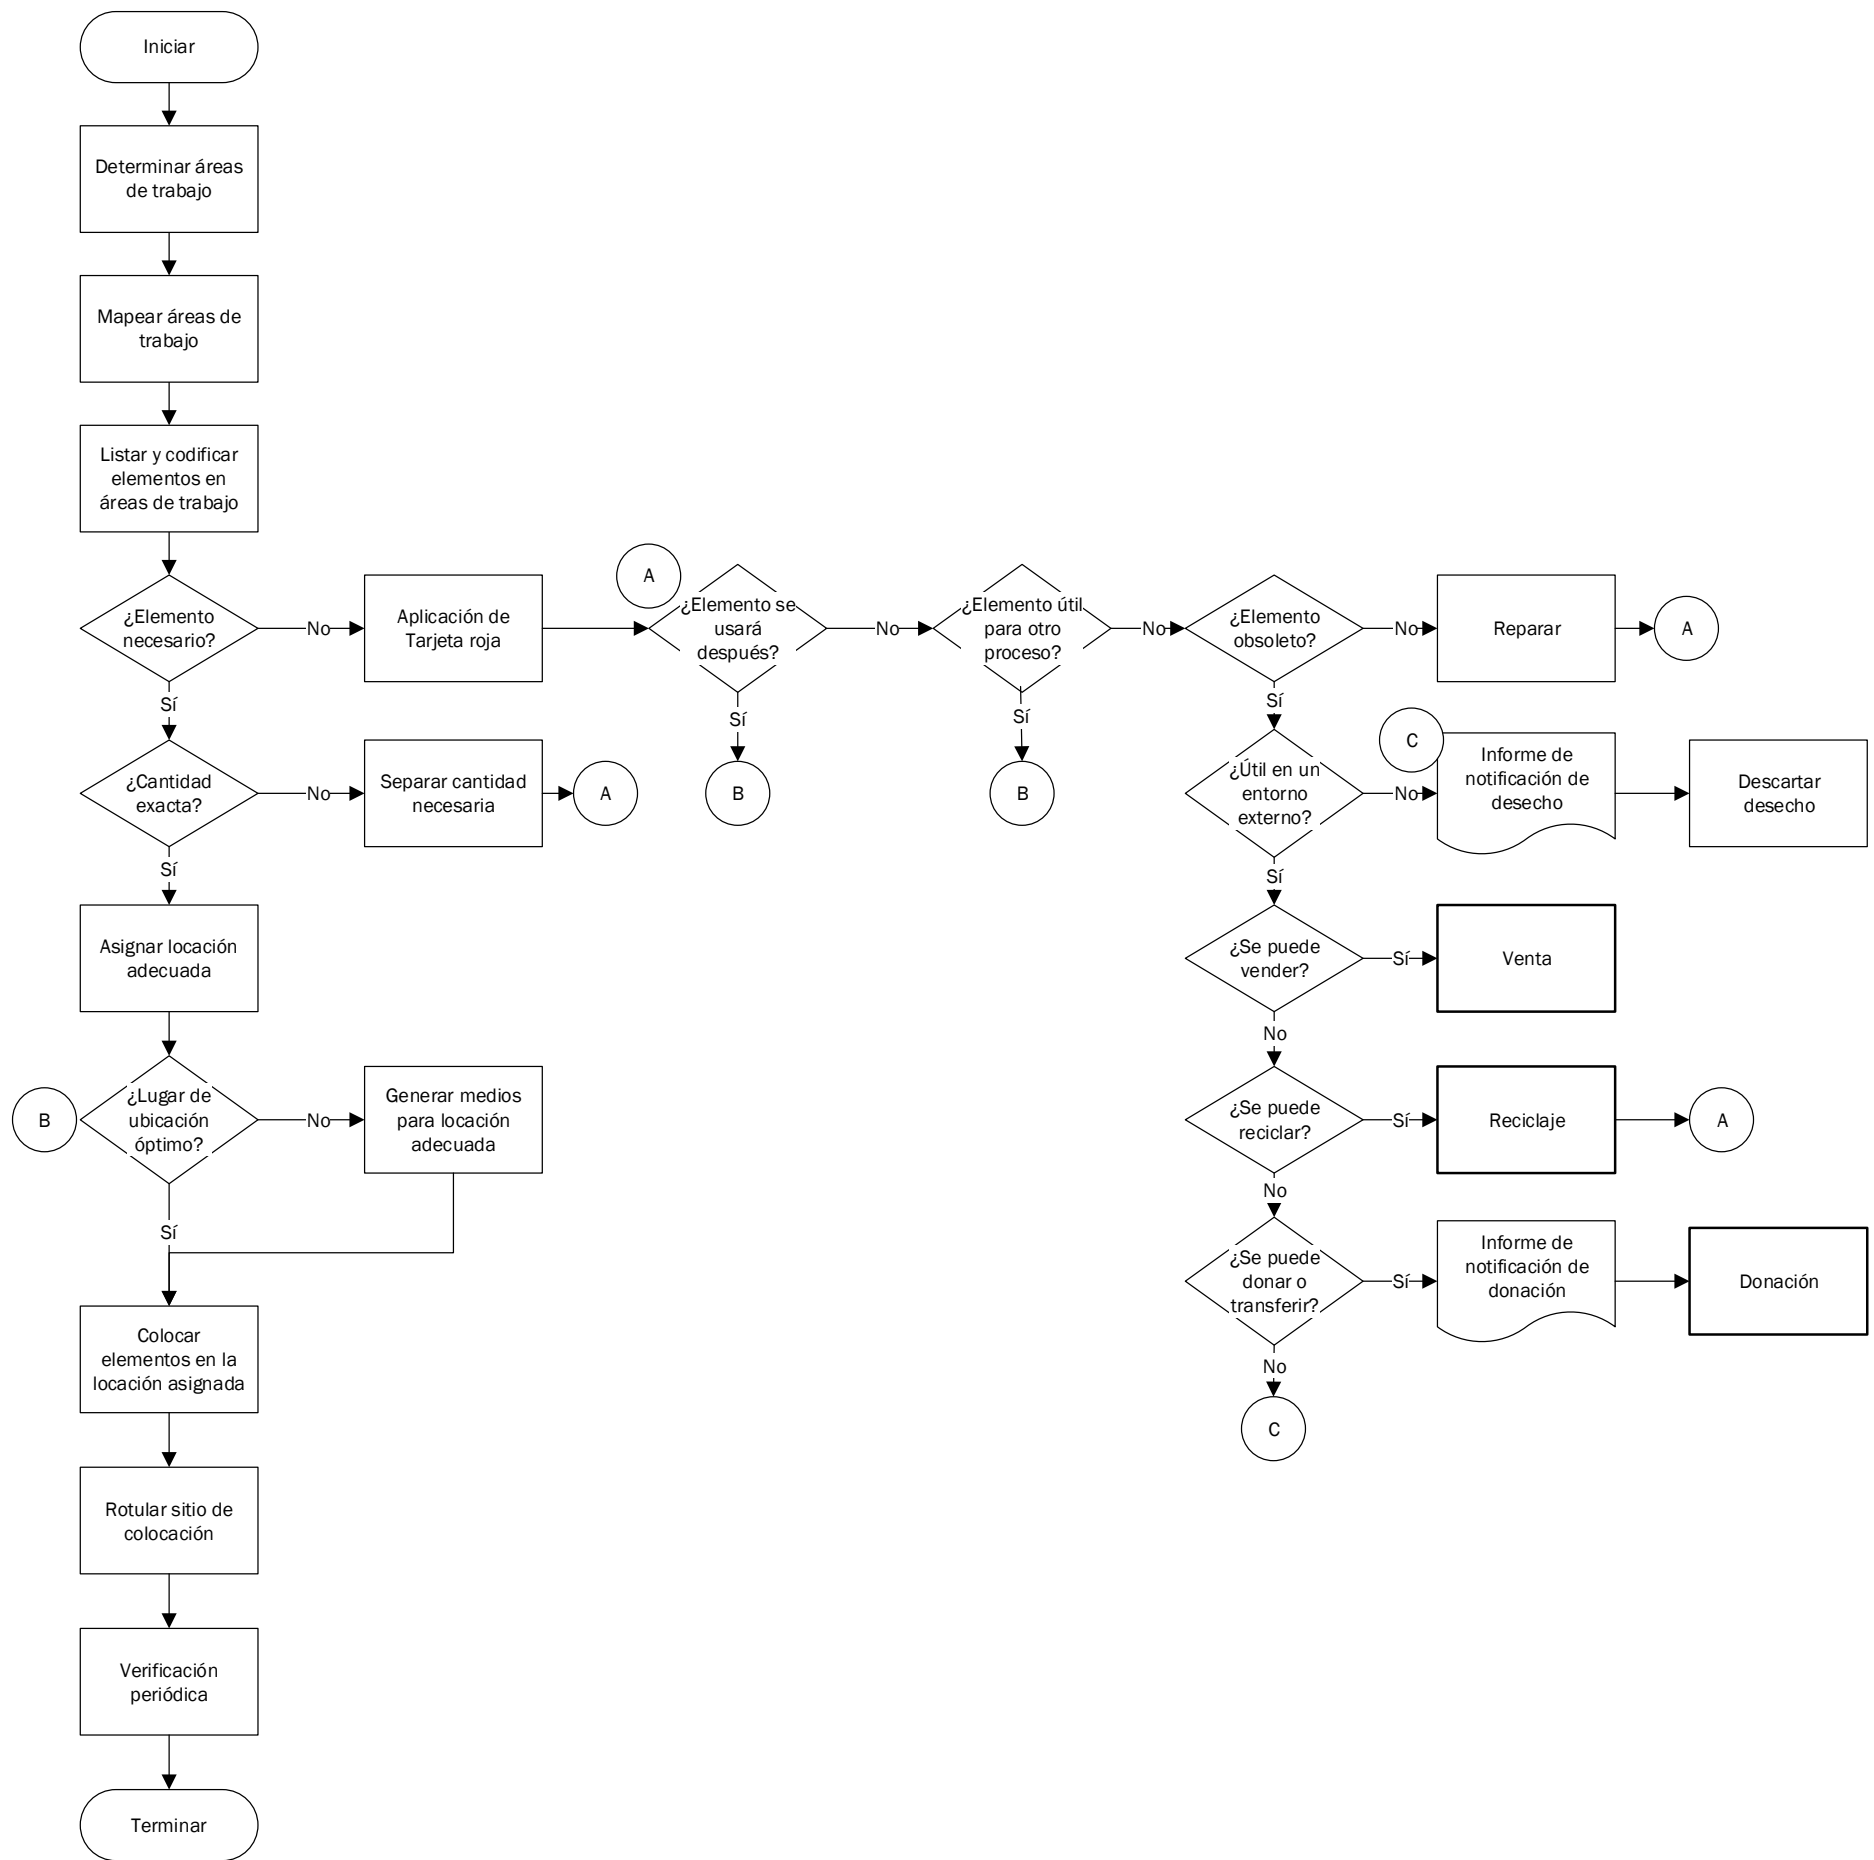 Iniciar
Determinar áreas
de trabajo
Mapear áreas de
trabajo
Listar y codificar
elementos en
áreas de trabajo
¿Elemento
necesario?
No
Aplicación de
Tarjeta roja
A
¿Elemento se
usará
después?
No
¿Elemento útil
para otro
proceso?
No
¿Elemento
obsoleto?
No
Reparar
A
Sí
¿Cantidad
exacta?
No
Separar cantidad
necesaria
A
Sí
B
Sí
B
Sí
¿Útil en un
entorno
externo?
No
C
Informe de
notificación de
desecho
Descartar
desecho
Sí
Asignar locación
adecuada
Sí
¿Se puede
vender?
Sí
Venta
B
¿Lugar de
ubicación
óptimo?
No
Generar medios
para locación
adecuada
No
¿Se puede
reciclar?
Sí
Reciclaje
A
Sí
Colocar
elementos en la
locación asignada
No
¿Se puede
donar o
transferir?
Sí
Informe de
notificación de
donación
Donación
No
C
Rotular sitio de
colocación
Verificación
periódica
Terminar